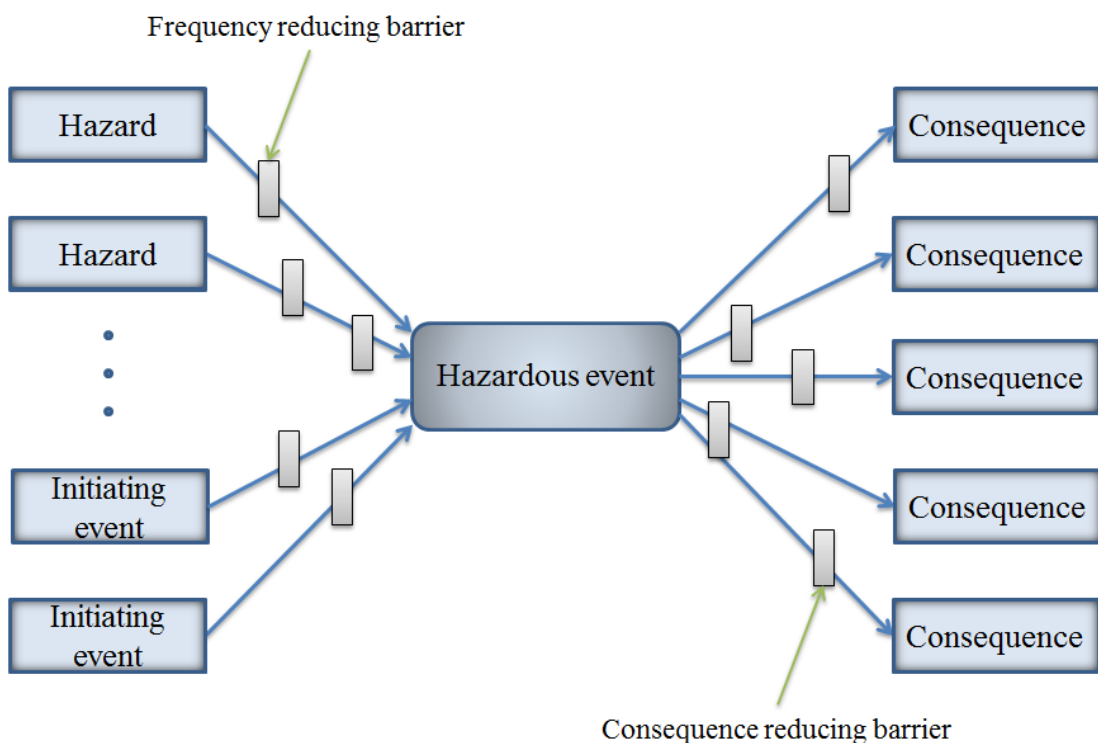 Frequency reducing barrier
Hazard
Consequence
Hazard
Consequence
Hazardous event
Consequence
Initiating
event
Consequence
Initiating
event
Consequence
Consequence reducing barrier